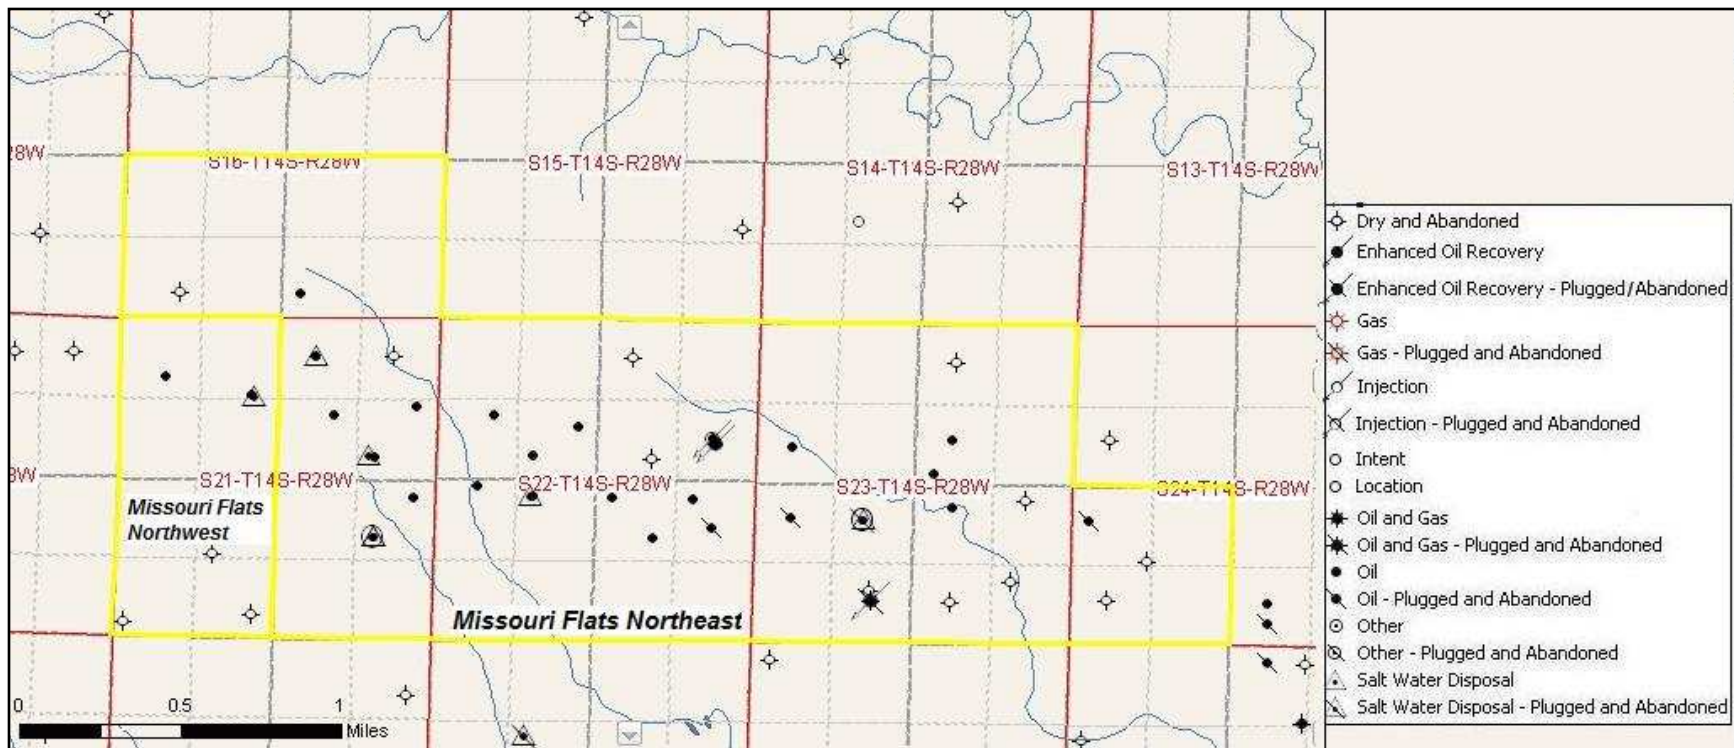 28W
S16-T14S-R28W
S15-T14S-R28W
S14-T14S-R28W
S13-T14S-R28W
8W
S21-T14S-R28W
S22-T14S-R28W
S23-T14S-R28W
S24-T14S-R28W
Missouri Flats
Northwest
Missouri Flats Northeast
0 0.5 1
Miles
Dry and Abandoned
Enhanced Oil Recovery
Enhanced Oil Recovery - Plugged/Abandoned
Gas
Gas - Plugged and Abandoned
Injection
Injection - Plugged and Abandoned
Intent
Location
Oil and Gas
Oil and Gas - Plugged and Abandoned
Oil
Oil - Plugged and Abandoned
Other
Other - Plugged and Abandoned
Salt Water Disposal
Salt Water Disposal - Plugged and Abandoned